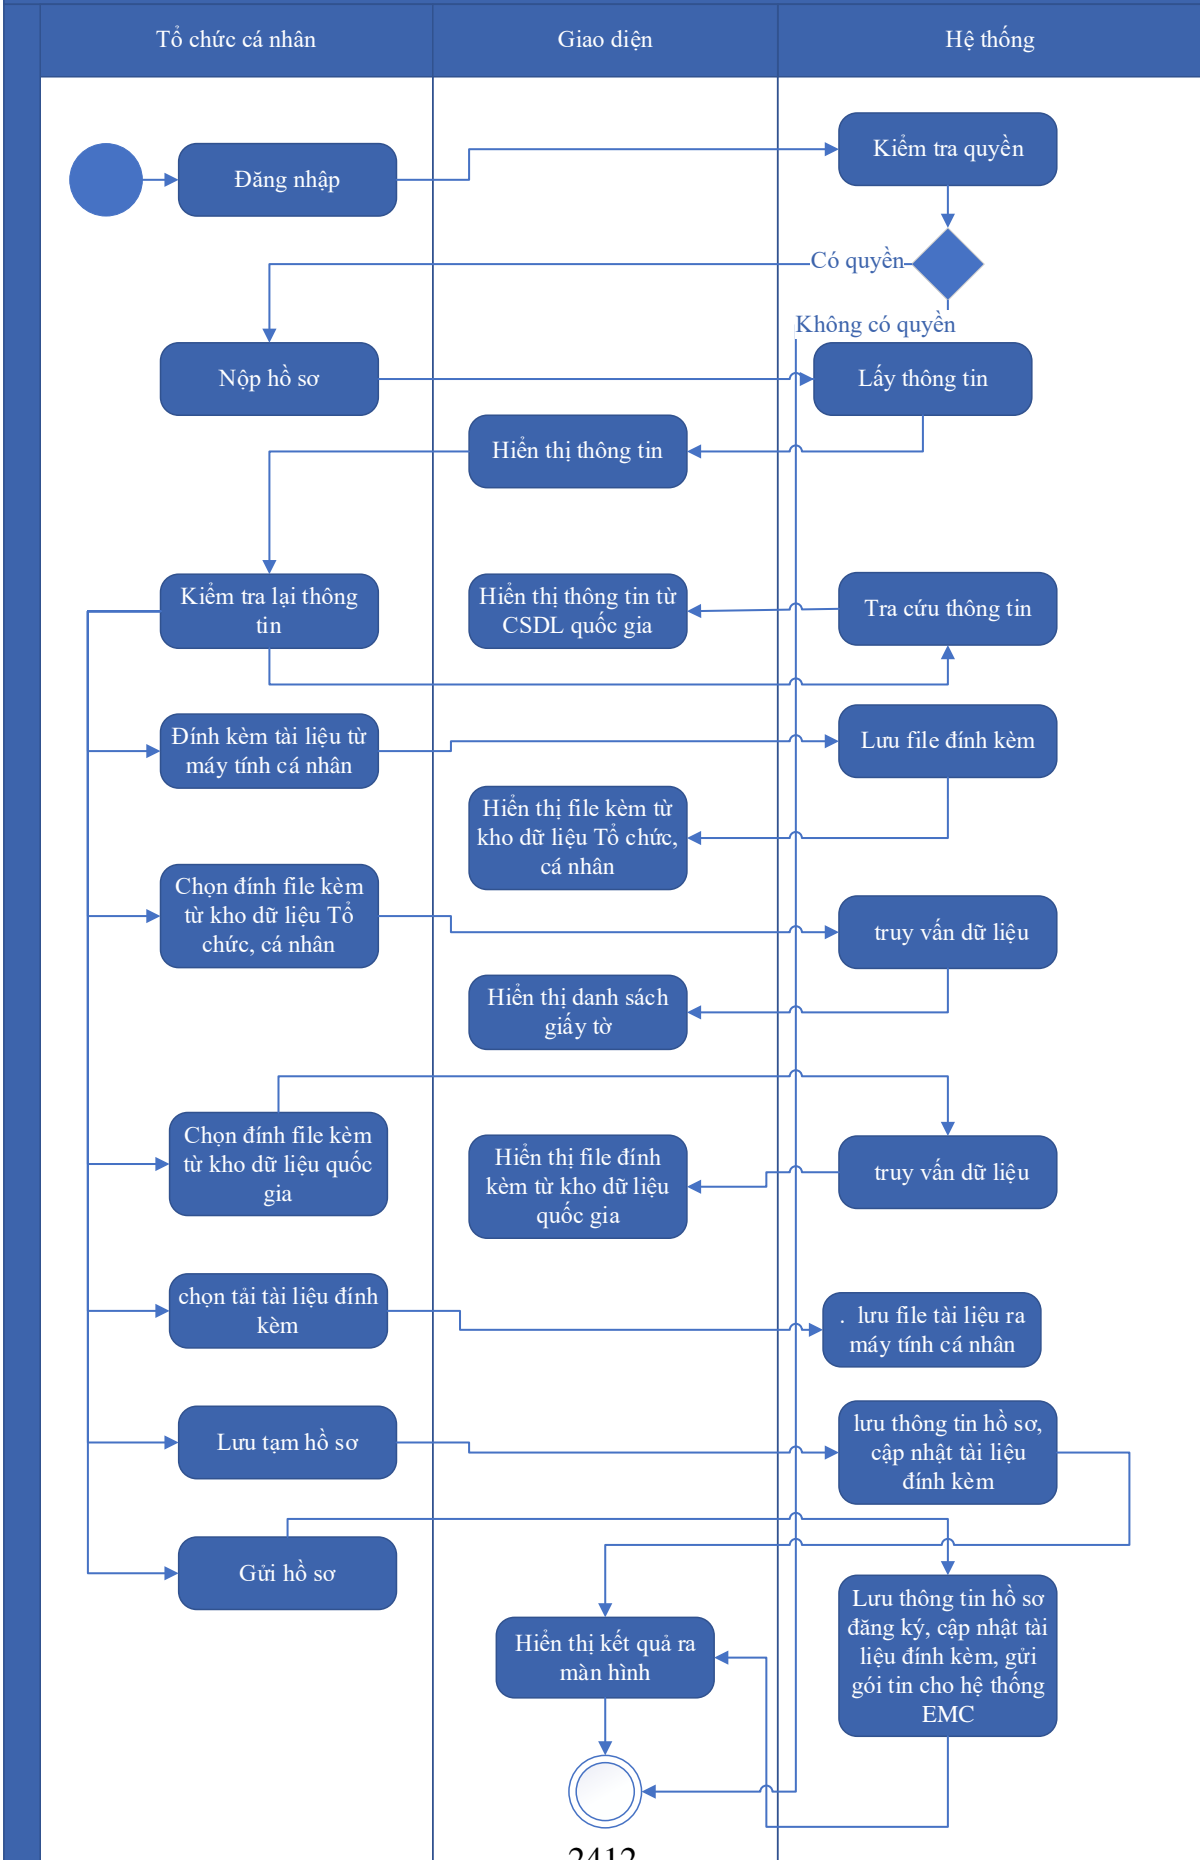 Tổ chức cá nhân
Giao diện
Hệ thống
Kiểm tra quyền
Đăng nhập
Có quyền
Không có quyền
Nộp hồ sơ
Lấy thông tin
Hiển thị thông tin
Kiểm tra lại thông
tin
Hiển thị thông tin từ
CSDL quốc gia
Tra cứu thông tin
Đính kèm tài liệu từ
máy tính cá nhân
Lưu file đính kèm
Hiển thị file kèm từ
kho dữ liệu Tổ chức,
cá nhân
Chọn đính file kèm
từ kho dữ liệu Tổ
chức, cá nhân
truy vấn dữ liệu
Hiển thị danh sách
giấy tờ
Chọn đính file kèm
từ kho dữ liệu quốc
gia
Hiển thị file đính
kèm từ kho dữ liệu
quốc gia
truy vấn dữ liệu
chọn tải tài liệu đính
kèm
. lưu file tài liệu ra
máy tính cá nhân
Lưu tạm hồ sơ
lưu thông tin hồ sơ,
cập nhật tài liệu
đính kèm
Gửi hồ sơ
Lưu thông tin hồ sơ
đăng ký, cập nhật tài
liệu đính kèm, gửi
gói tin cho hệ thống
EMC
Hiển thị kết quả ra
màn hình
2412